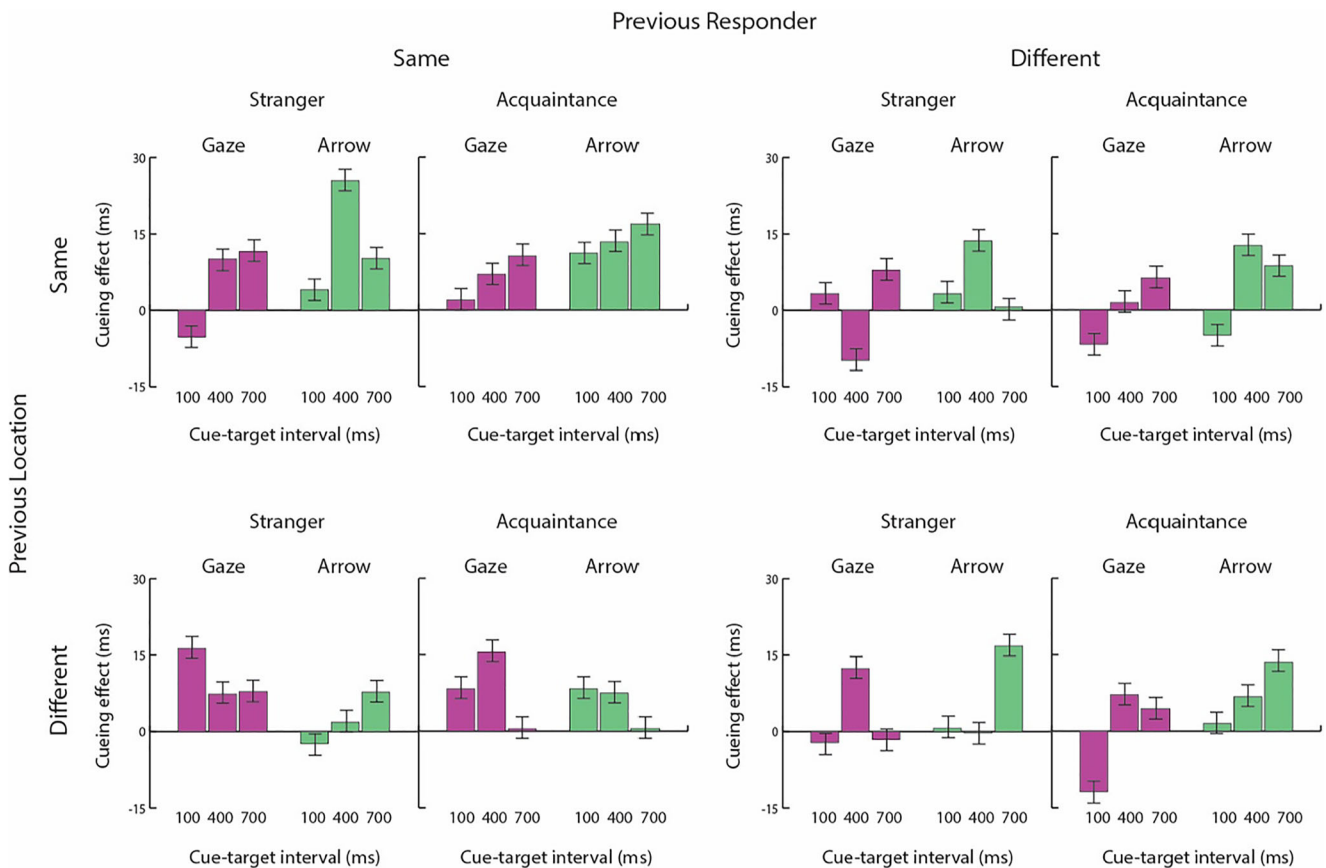 Previous Responder
Same Different
Stranger Acquaintance Stranger Acquaintance
Gaze Arrow Gaze Arrow Gaze Arrow Gaze Arrow
Previous Location
Same
Cueing effect (ms)
30
15
0
-15
100 400 700 100 400 700 100 400 700 100 400 700
Cue-target interval (ms) Cue-target interval (ms)
Cueing effect (ms)
30
15
0
-15
100 400 700 100 400 700 100 400 700 100 400 700
Cue-target interval (ms) Cue-target interval (ms)
Stranger Acquaintance Stranger Acquaintance
Gaze Arrow Gaze Arrow Gaze Arrow Gaze Arrow
Different
Cueing effect (ms)
30
15
0
-15
100 400 700 100 400 700 100 400 700 100 400 700
Cue-target interval (ms) Cue-target interval (ms)
Cueing effect (ms)
30
15
0
-15
100 400 700 100 400 700 100 400 700 100 400 700
Cue-target interval (ms) Cue-target interval (ms)